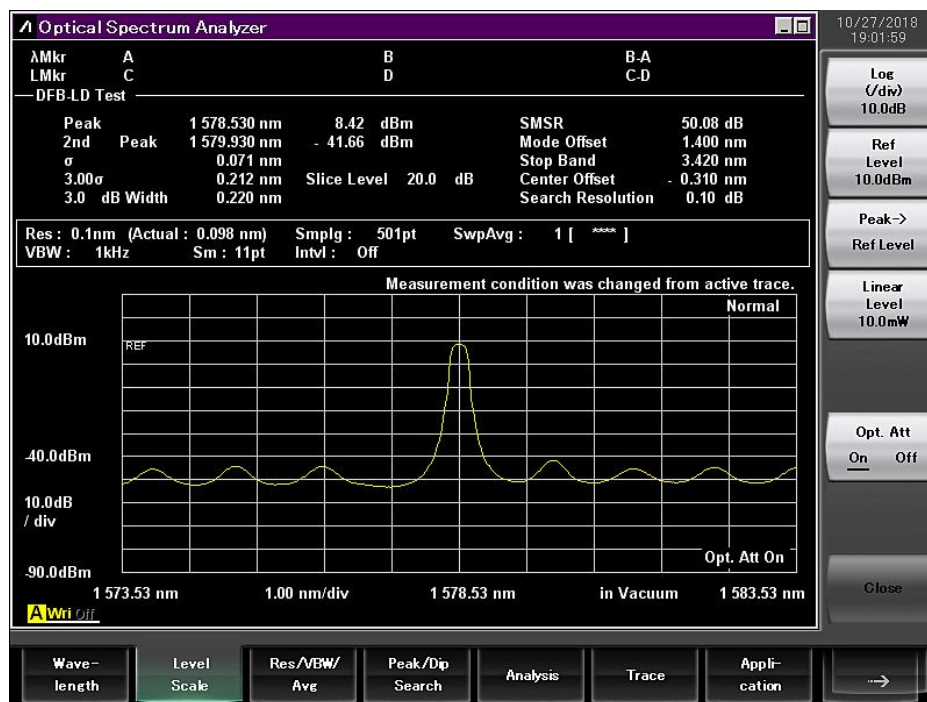 Optical Spectrum Analyzer
10/27/2018
19:01:59
λMkr A B B-A
LMkr C D C-D
DFB-LD Test
Peak 1 578.530 nm 8.42 dBm SMSR 50.08 dB
2nd Peak 1 579.930 nm - 41.66 dBm Mode Offset 1.400 nm
σ 0.071 nm Stop Band 3.420 nm
3.00σ 0.212 nm Slice Level 20.0 dB Center Offset - 0.310 nm
3.0 dB Width 0.220 nm Search Resolution 0.10 dB
Res : 0.1nm (Actual : 0.098 nm) Smplg : 501pt SwpAvg : 1 [ **** ]
VBW : 1kHz Sm : 11pt Intvl : Off
Measurement condition was changed from active trace.
Normal
10.0dBm
REF
-40.0dBm
10.0dB
/ div
Opt. Att On
-90.0dBm
1 573.53 nm 1.00 nm/div 1 578.53 nm in Vacuum 1 583.53 nm
A Wri Off
Log
(/div)
10.0dB
Ref
Level
10.0dBm
Peak->
Ref Level
Linear
Level
10.0mW
Opt. Att
On Off
Close
Wave-
length
Level
Scale
Res/VBW/
Avg
Peak/Dip
Search
Analysis
Trace
Appli-
cation